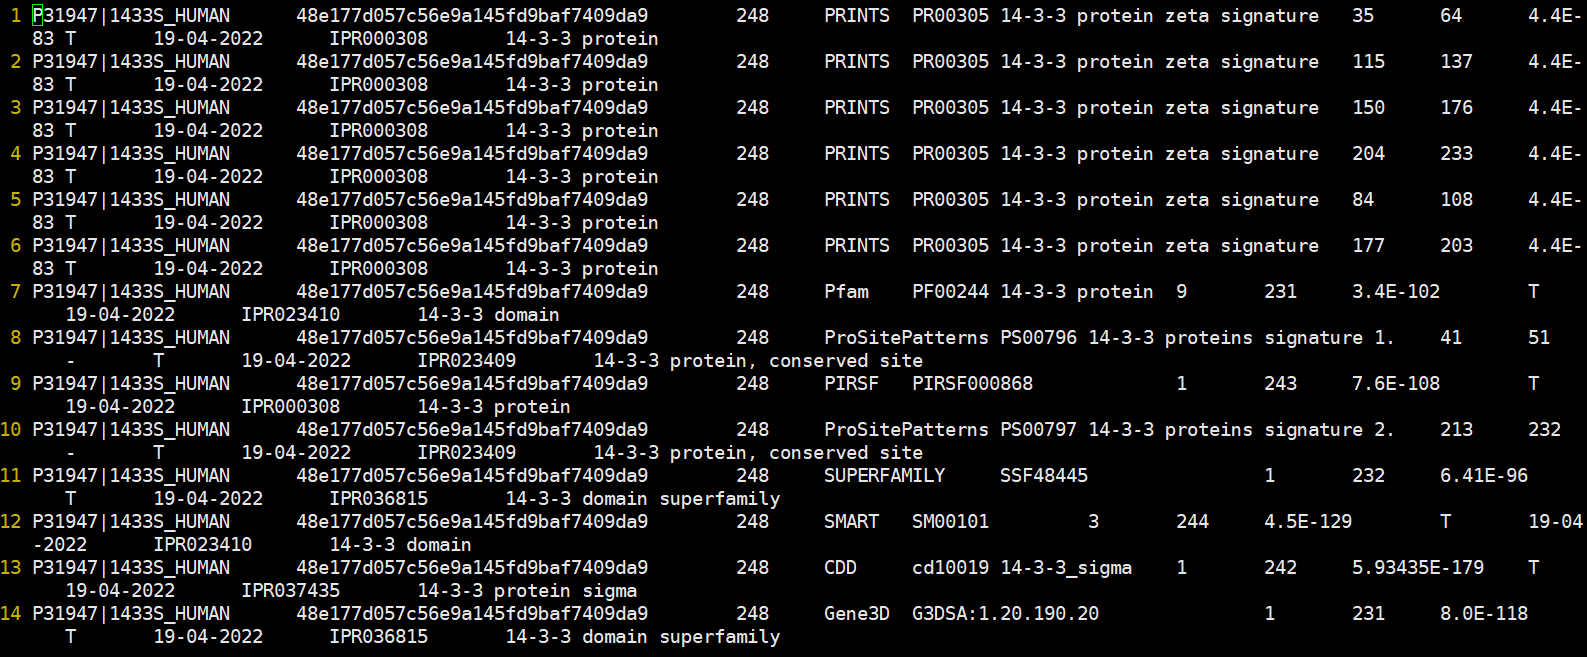 1 P31947|1433S_HUMAN 48e177d057c56e9a145fd9baf7409da9 248 PRINTS PR00305 14-3-3 protein zeta signature 35 64 4.4E-
83 T 19-04-2022 IPR000308 14-3-3 protein
2 P31947|1433S_HUMAN 48e177d057c56e9a145fd9baf7409da9 248 PRINTS PR00305 14-3-3 protein zeta signature 115 137 4.4E-
83 T 19-04-2022 IPR000308 14-3-3 protein
3 P31947|1433S_HUMAN 48e177d057c56e9a145fd9baf7409da9 248 PRINTS PR00305 14-3-3 protein zeta signature 150 176 4.4E-
83 T 19-04-2022 IPR000308 14-3-3 protein
4 P31947|1433S_HUMAN 48e177d057c56e9a145fd9baf7409da9 248 PRINTS PR00305 14-3-3 protein zeta signature 204 233 4.4E-
83 T 19-04-2022 IPR000308 14-3-3 protein
5 P31947|1433S_HUMAN 48e177d057c56e9a145fd9baf7409da9 248 PRINTS PR00305 14-3-3 protein zeta signature 84 108 4.4E-
83 T 19-04-2022 IPR000308 14-3-3 protein
6 P31947|1433S_HUMAN 48e177d057c56e9a145fd9baf7409da9 248 PRINTS PR00305 14-3-3 protein zeta signature 177 203 4.4E-
83 T 19-04-2022 IPR000308 14-3-3 protein
7 P31947|1433S_HUMAN 48e177d057c56e9a145fd9baf7409da9 248 Pfam PF00244 14-3-3 protein 9 231 3.4E-102 T
19-04-2022 IPR023410 14-3-3 domain
8 P31947|1433S_HUMAN 48e177d057c56e9a145fd9baf7409da9 248 ProSitePatterns PS00796 14-3-3 proteins signature 1. 41 51
- T 19-04-2022 IPR023409 14-3-3 protein, conserved site
9 P31947|1433S_HUMAN 48e177d057c56e9a145fd9baf7409da9 248 PIRSF PIRSF000868 1 243 7.6E-108 T
19-04-2022 IPR000308 14-3-3 protein
10 P31947|1433S_HUMAN 48e177d057c56e9a145fd9baf7409da9 248 ProSitePatterns PS00797 14-3-3 proteins signature 2. 213 232
- T 19-04-2022 IPR023409 14-3-3 protein, conserved site
11 P31947|1433S_HUMAN 48e177d057c56e9a145fd9baf7409da9 248 SUPERFAMILY SSF48445 1 232 6.41E-96
T 19-04-2022 IPR036815 14-3-3 domain superfamily
12 P31947|1433S_HUMAN 48e177d057c56e9a145fd9baf7409da9 248 SMART SM00101 3 244 4.5E-129 T 19-04
-2022 IPR023410 14-3-3 domain
13 P31947|1433S_HUMAN 48e177d057c56e9a145fd9baf7409da9 248 CDD cd10019 14-3-3_sigma 1 242 5.93435E-179 T
19-04-2022 IPR037435 14-3-3 protein sigma
14 P31947|1433S_HUMAN 48e177d057c56e9a145fd9baf7409da9 248 Gene3D G3DSA:1.20.190.20 1 231 8.0E-118
T 19-04-2022 IPR036815 14-3-3 domain superfamily